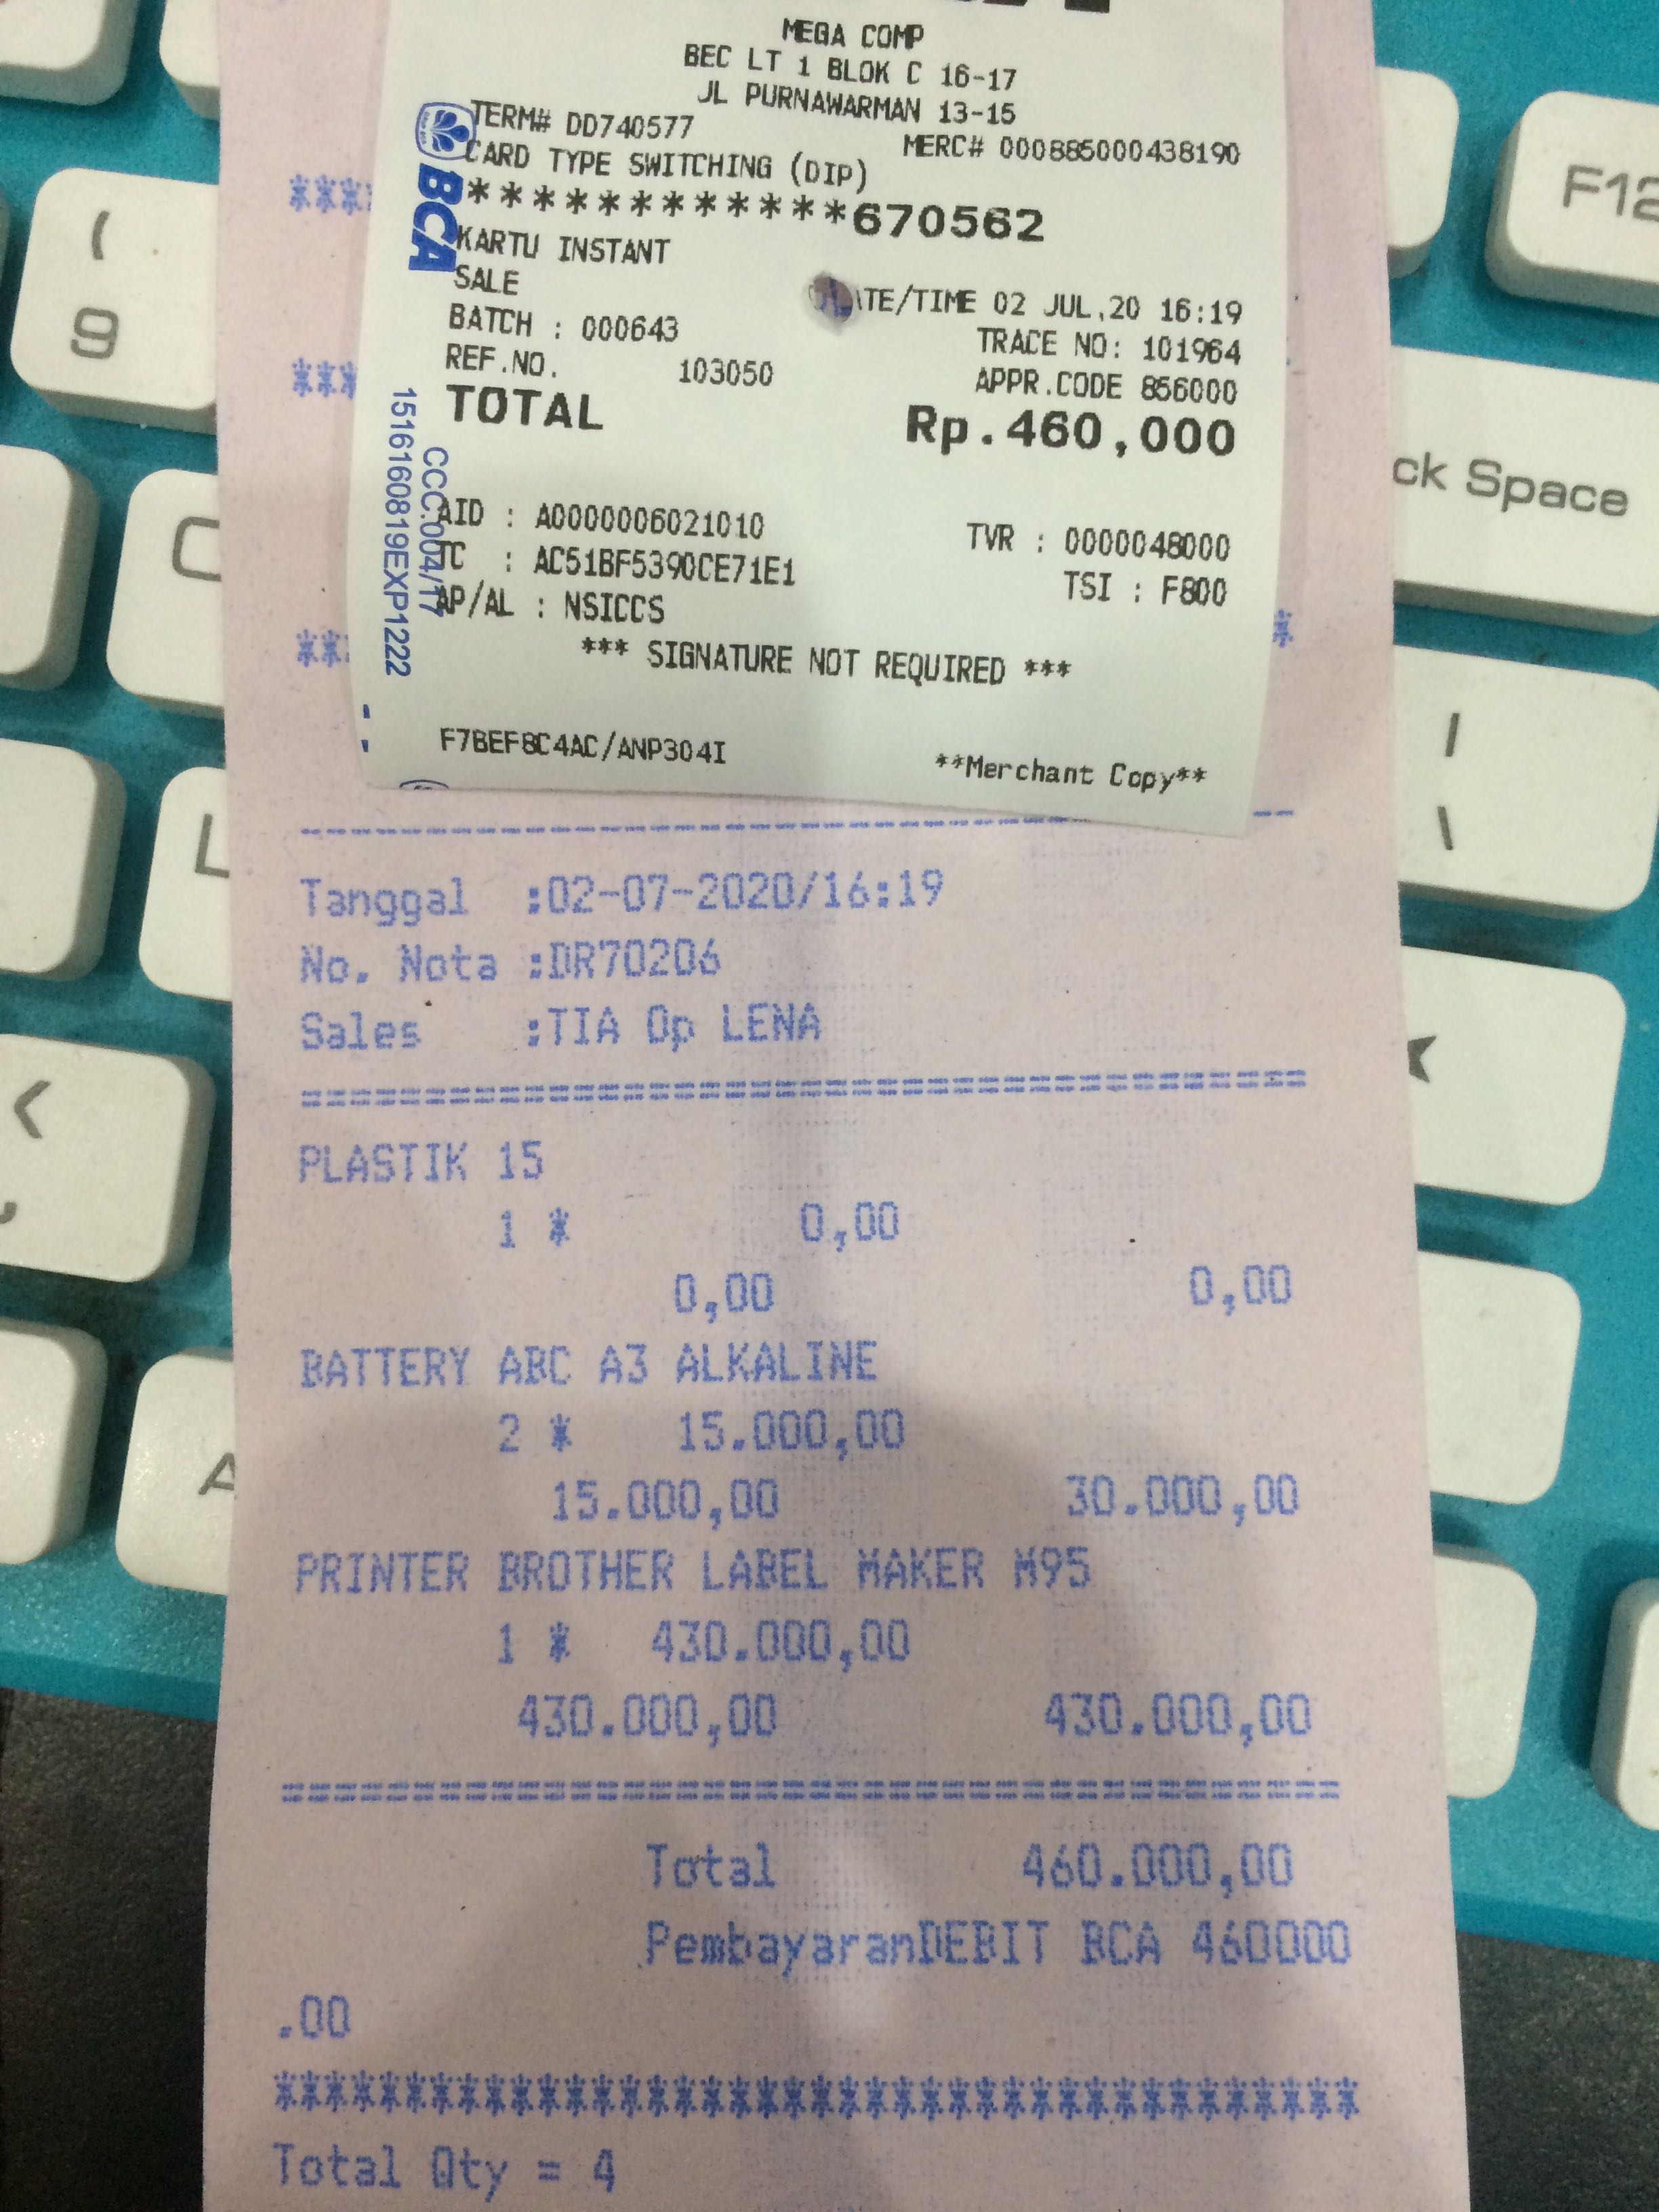 MEGA COMP
BEC LT 1 BLOK C 16-17
JL PURNAWARMAN 13-15
TERM# DD740577 MERC# 000885000438190
CARD TYPE SWITCHING (DIP)
************670562
KARTU INSTANT
SALE ATE/TIME 02 JUL,20 16:19
BATCH : 000643 TRACE NO: 101964
REF.NO. 103050 APPR.CODE 856000
TOTAL Rp.460,000
AID : A0000006021010 TVR : 0000048000
TC : AC51BF5390CE71E1 TSI : F800
AP/AL : NSICCS
*** SIGNATURE NOT REQUIRED ***
F7BEF8C4AC/ANP304I **Merchant Copy**
BCA
CCC.004/17
1516160819EXP1222
Tanggal :02-07-2020/16:19
No. Nota :DR70206
Sales :TIA Op LENA
PLASTIK 15
1 * 0,00
0,00 0,00
BATTERY ABC A3 ALKALINE
2 * 15.000,00
15.000,00 30.000,00
PRINTER BROTHER LABEL MAKER M95
1 * 430.000,00
430.000,00 430.000,00
Total 460.000,00
PembayaranDEBIT BCA 460000
.00
*****************************************
Total Qty = 4
(
9
F12
ck Space
C
L
|
\
<
,
A